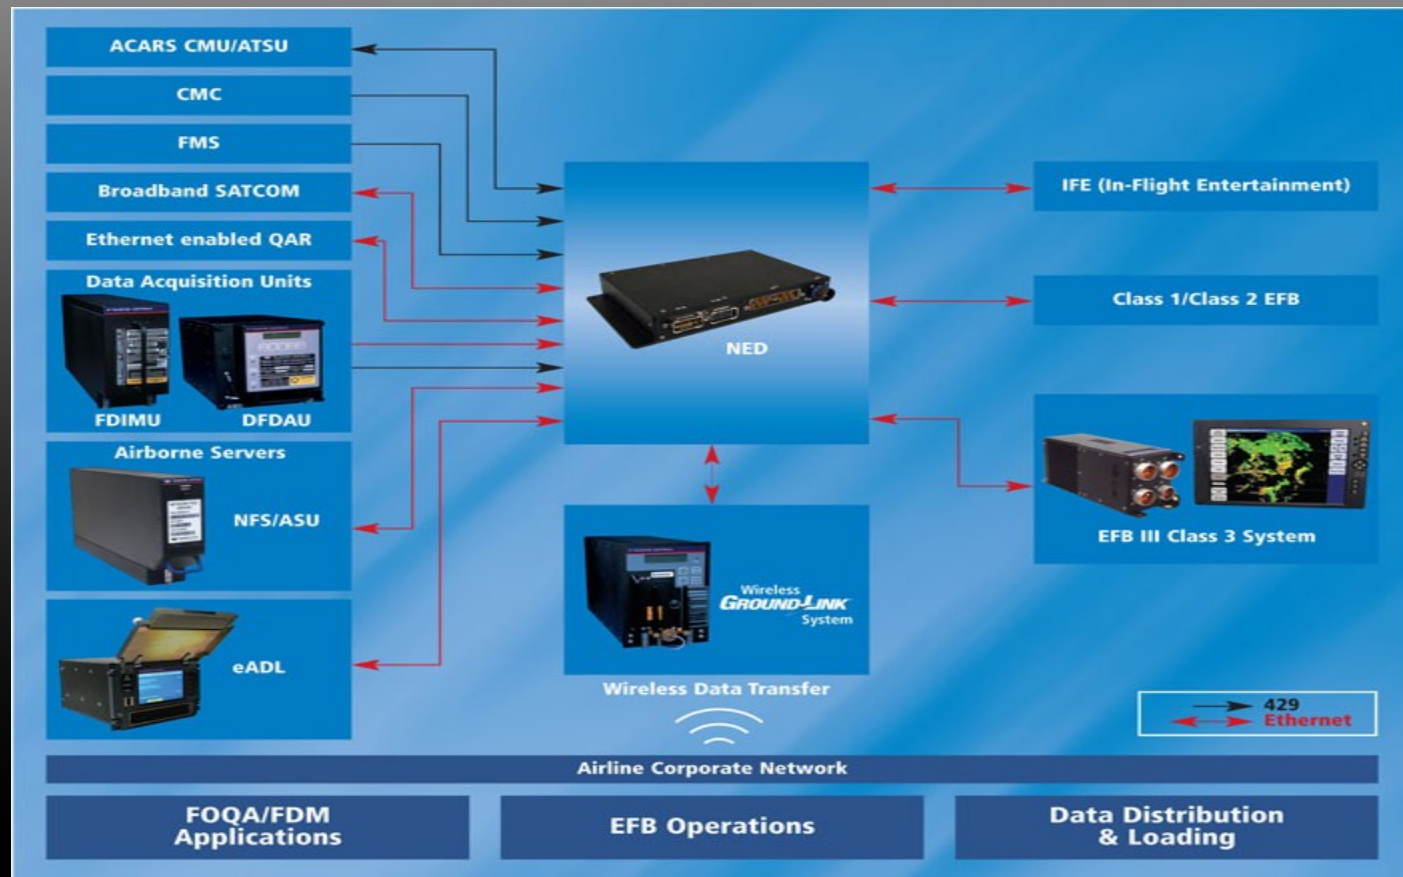 ACARS CMU/ATSU
CMC
FMS
Broadband SATCOM
Ethernet enabled QAR
Data Acquisition Units
FDIMU
DFDAU
Airborne Servers
NFS/ASU
eADL
NED
Wireless
GROUND-LINK
System
Wireless Data Transfer
IFE (In-Flight Entertainment)
Class 1/Class 2 EFB
EFB III Class 3 System
429
Ethernet
Airline Corporate Network
FOQA/FDM
Applications
EFB Operations
Data Distribution
& Loading